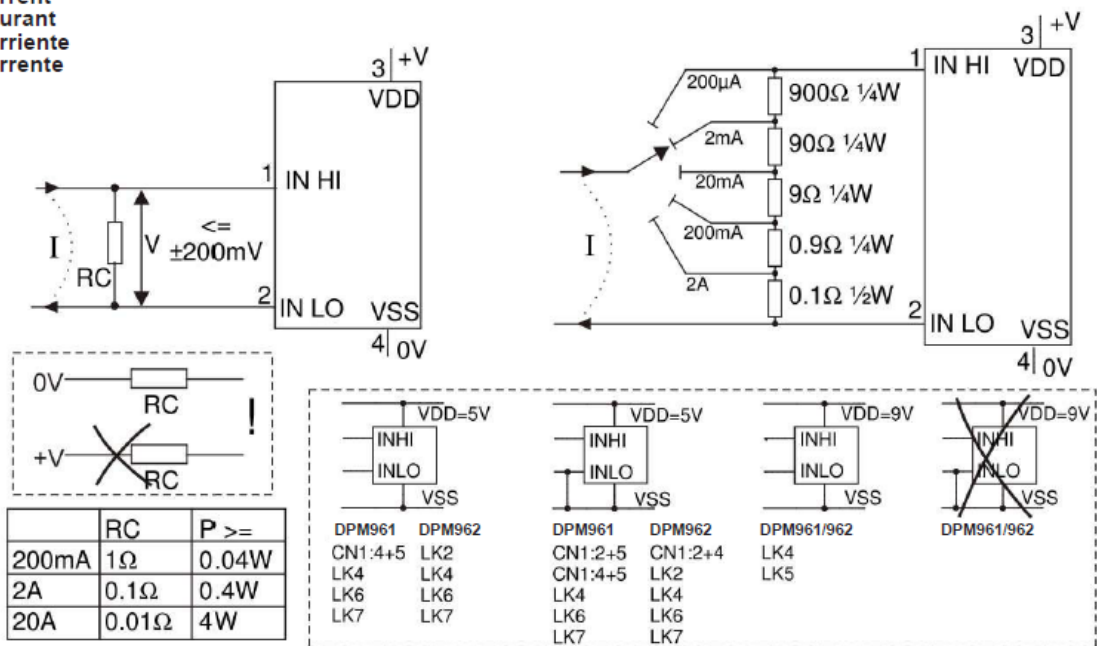 urant
rriente
rrente
3 +V
VDD
1 IN HI
I
RC
V
<=
±200mV
2 IN LO
VSS
4 0V
3 +V
1 IN HI VDD
200µA
900Ω ¼W
2mA
90Ω ¼W
20mA
9Ω ¼W
I
200mA
0.9Ω ¼W
2A
0.1Ω ½W
2 IN LO
VSS
4 0V
0V
RC
!
+V
RC
RC P >=
200mA 1Ω 0.04W
2A 0.1Ω 0.4W
20A 0.01Ω 4W
VDD=5V
INHI
INLO
VSS
DPM961 DPM962
CN1:4+5 LK2
LK4 LK4
LK6 LK6
LK7 LK7
VDD=5V
INHI
INLO
VSS
DPM961 DPM962
CN1:2+5 CN1:2+4
CN1:4+5 LK2
LK4 LK4
LK6 LK6
LK7 LK7
VDD=9V
INHI
INLO
VSS
DPM961/962
LK4
LK5
VDD=9V
INHI
INLO
VSS
DPM961/962